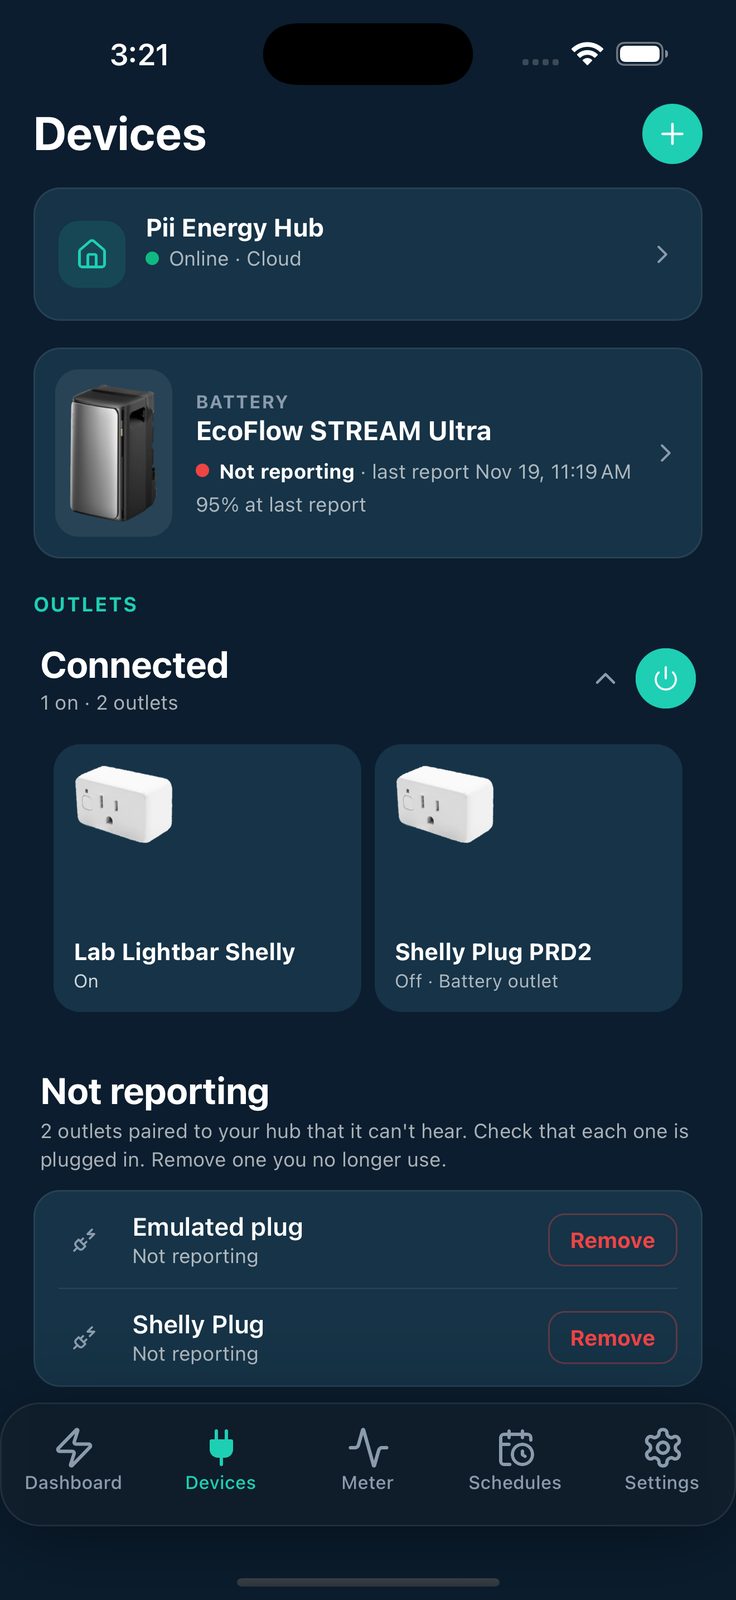 3:21
Devices
Pii Energy Hub
Online · Cloud
BATTERY
EcoFlow STREAM Ultra
Not reporting · last report Nov 19, 11:19 AM
95% at last report
OUTLETS
Connected
1 on · 2 outlets
Lab Lightbar Shelly
On
Shelly Plug PRD2
Off · Battery outlet
Not reporting
2 outlets paired to your hub that it can't hear. Check that each one is
plugged in. Remove one you no longer use.
Emulated plug
Not reporting
Remove
Shelly Plug
Not reporting
Remove
Dashboard
Devices
Meter
Schedules
Settings